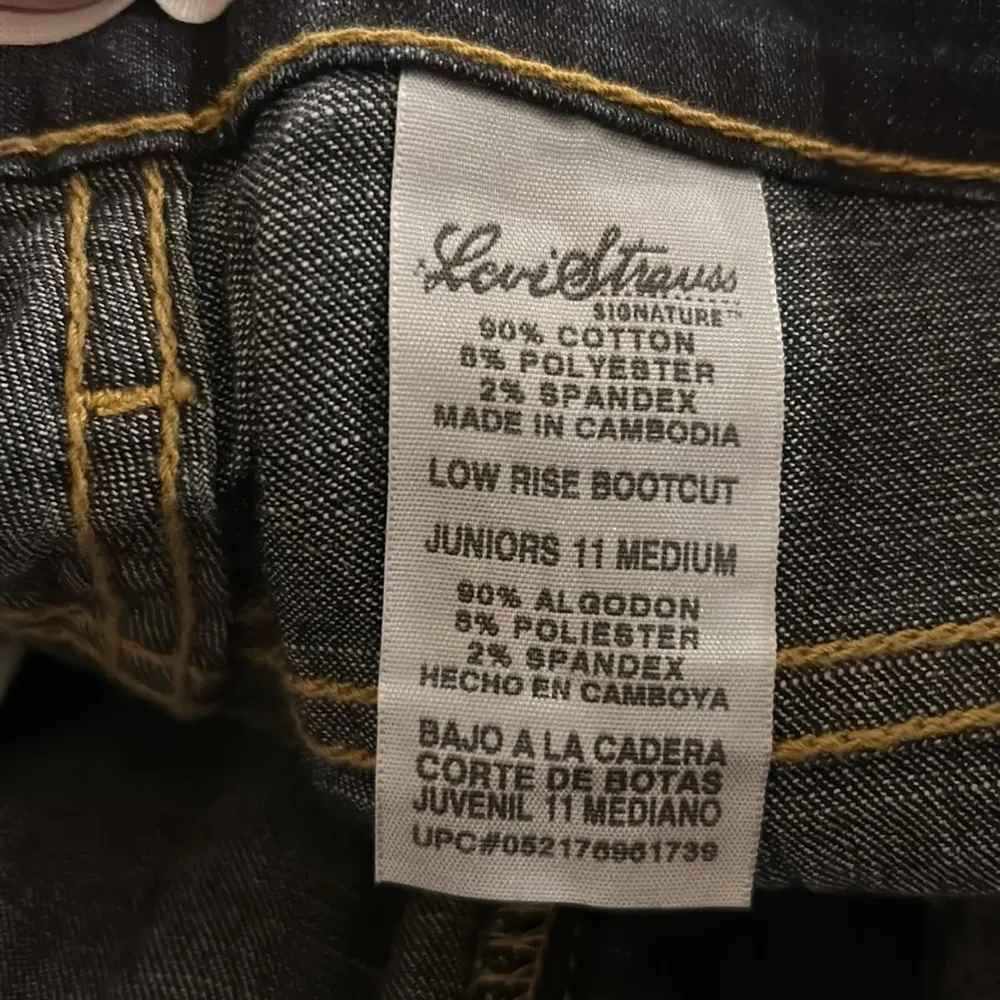 Levi Strauss
SIGNATURE™
90% COTTON
8% POLYESTER
2% SPANDEX
MADE IN CAMBODIA
LOW RISE BOOTCUT
JUNIORS 11 MEDIUM
90% ALGODON
8% POLIESTER
2% SPANDEX
HECHO EN CAMBOYA
BAJO A LA CADERA
CORTE DE BOTAS
JUVENIL 11 MEDIANO
UPC#052176961739